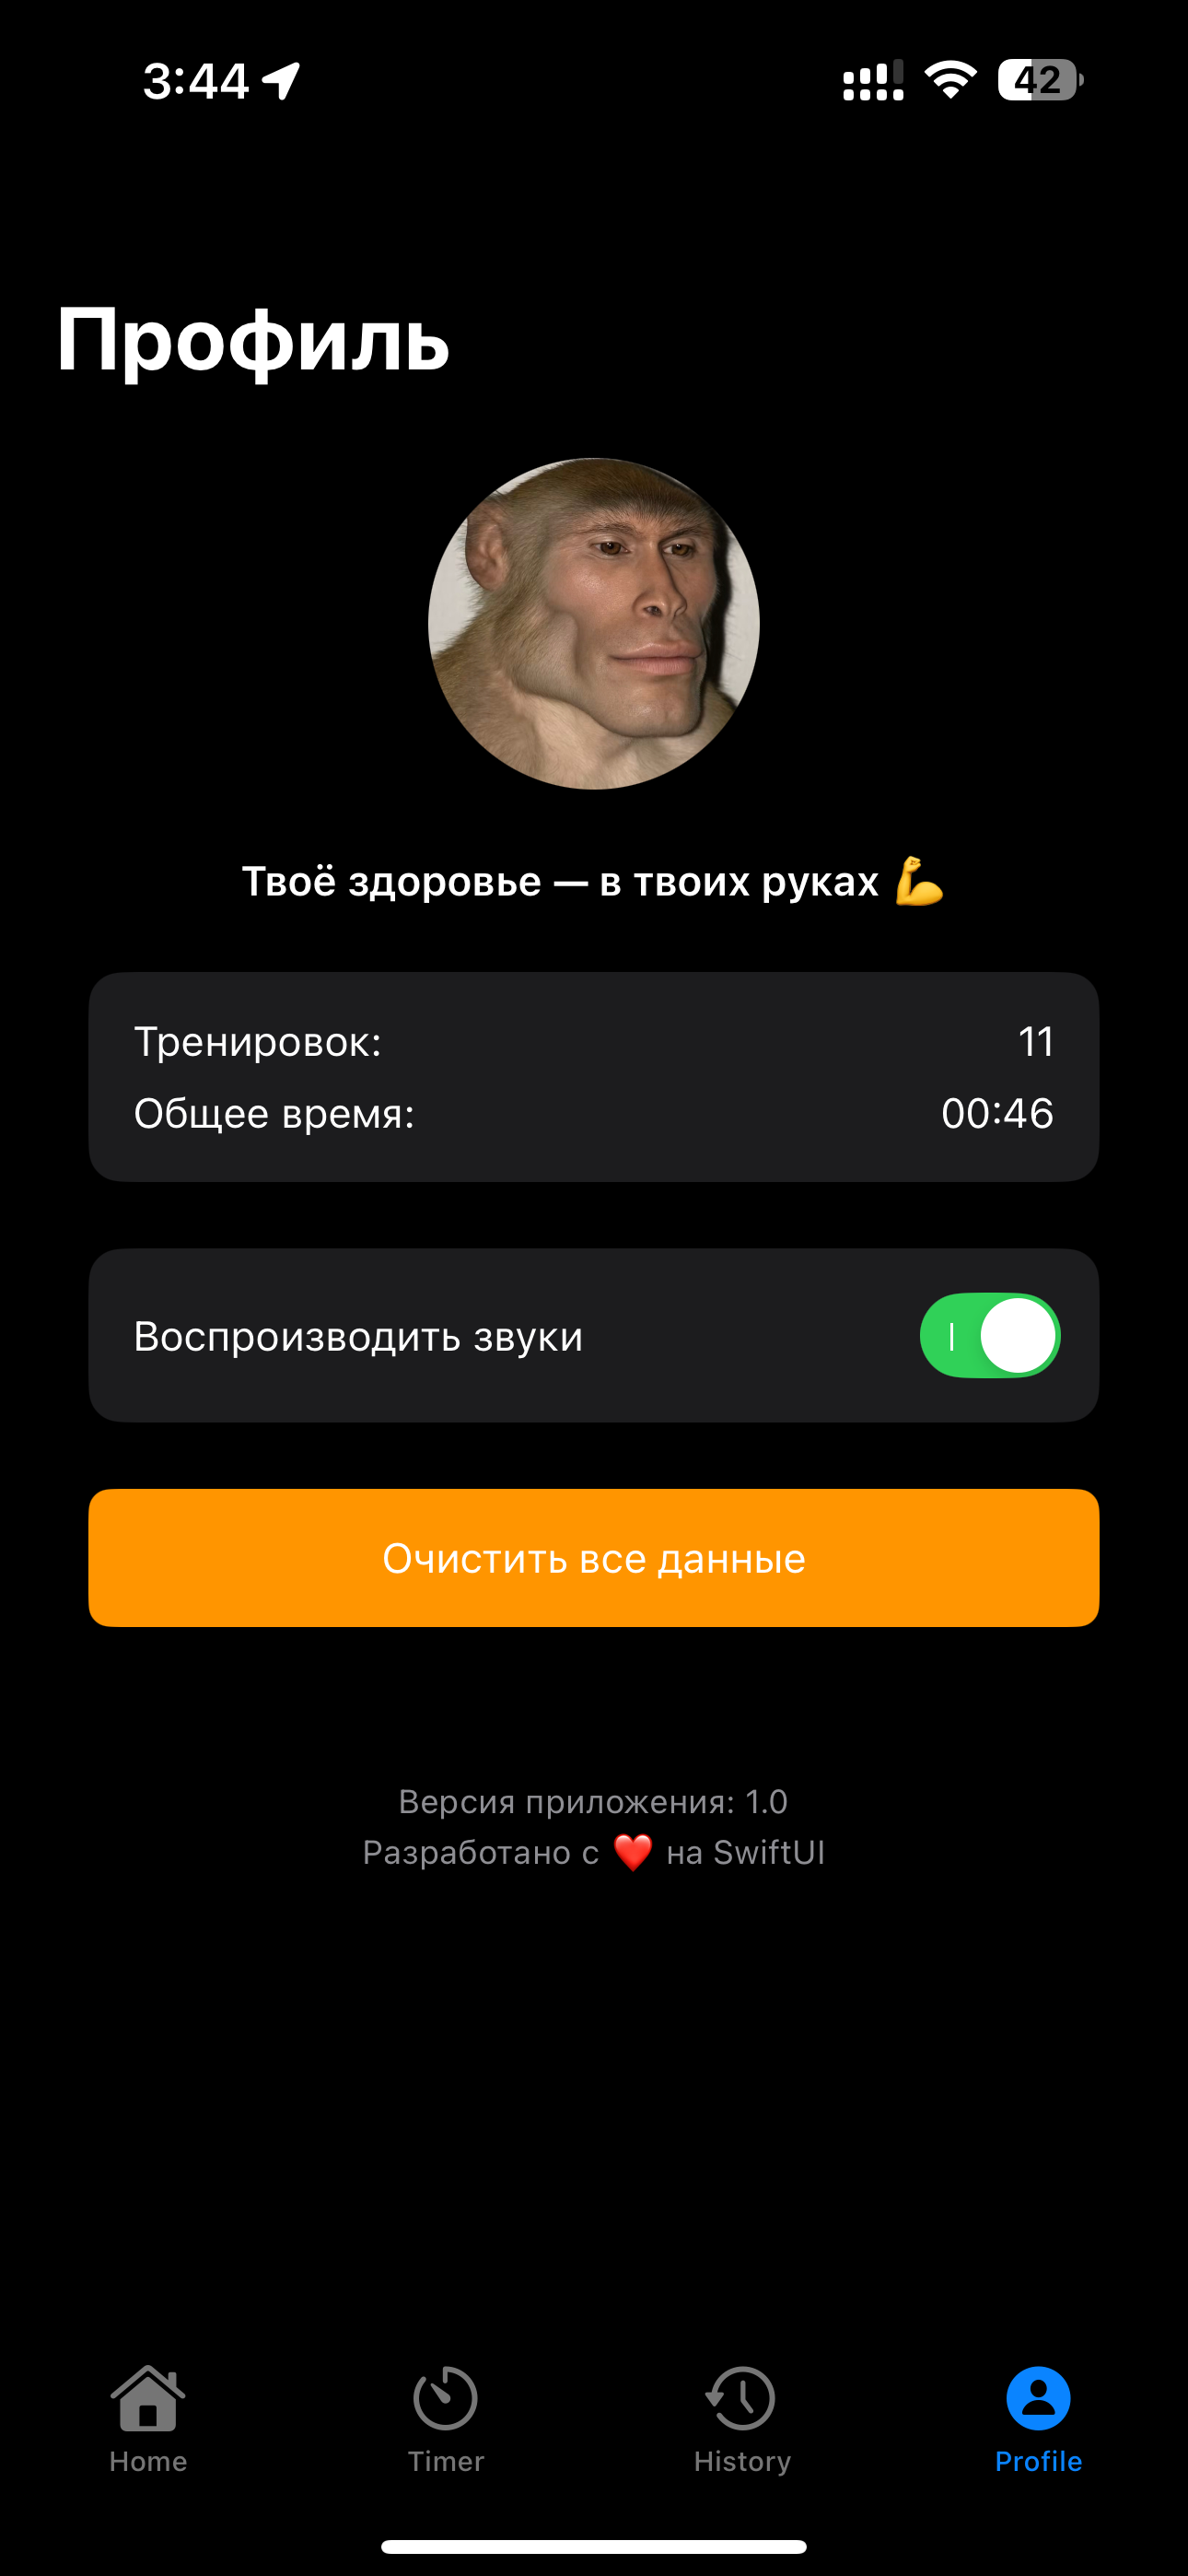 3:44
42
Профиль
Твоё здоровье — в твоих руках 💪
Тренировок: 11
Общее время: 00:46
Воспроизводить звуки
Очистить все данные
Версия приложения: 1.0
Разработано с ❤️ на SwiftUI
Home Timer History Profile